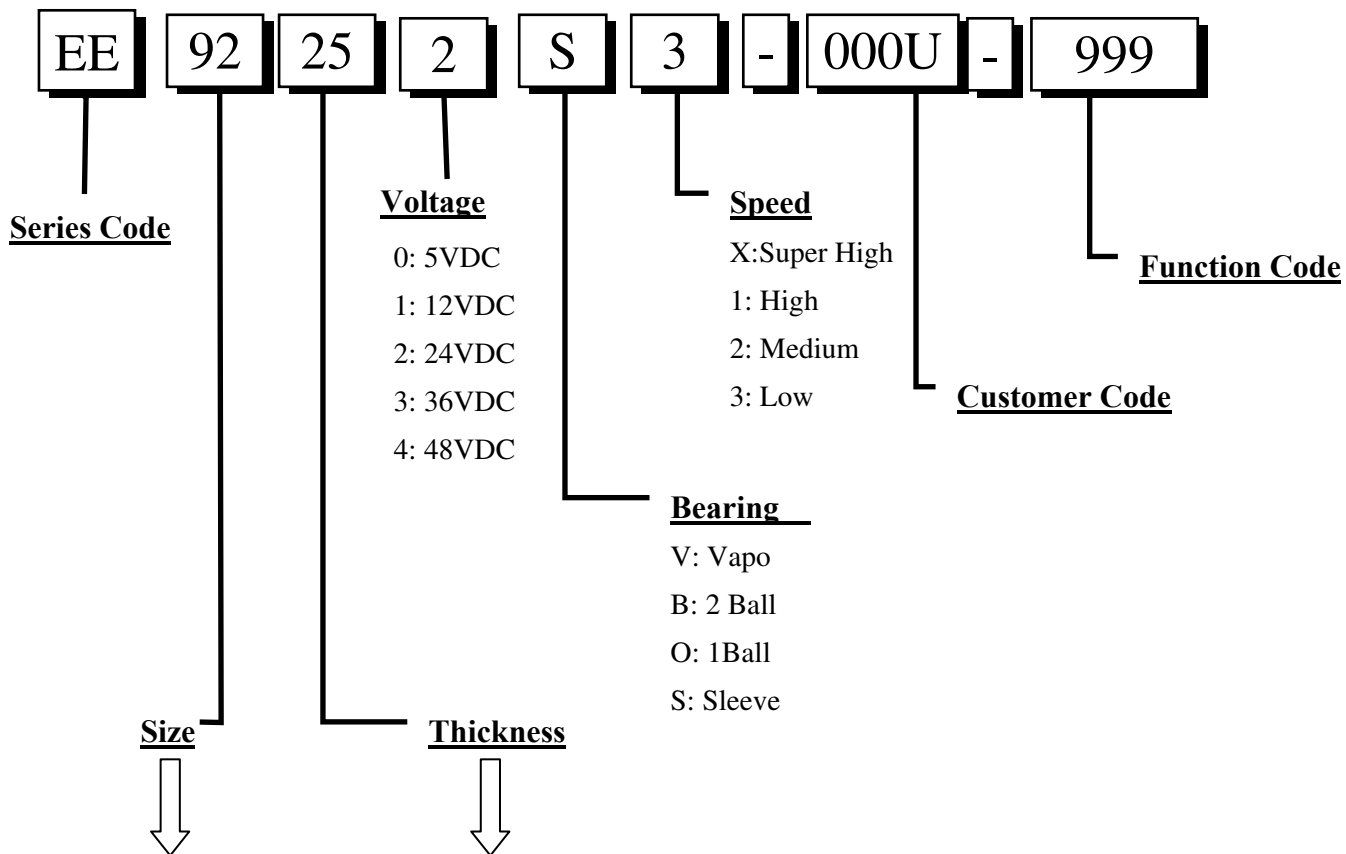 EE 92 25 2 S 3 - 000U - 999
Series Code
Voltage
0: 5VDC
1: 12VDC
2: 24VDC
3: 36VDC
4: 48VDC
Speed
X:Super High
1: High
2: Medium
3: Low
Function Code
Customer Code
Bearing
V: Vapo
B: 2 Ball
O: 1Ball
S: Sleeve
Size
Thickness